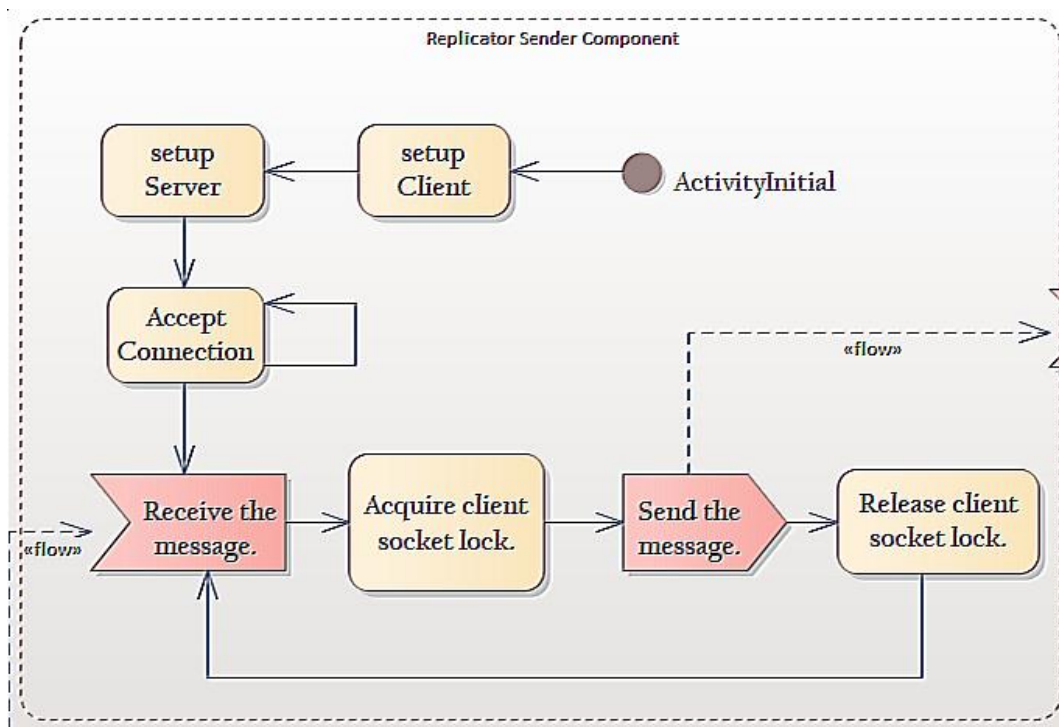 Replicator Sender Component
setup
Server
setup
Client
ActivityInitial
Accept
Connection
«flow»
Receive the
message.
Acquire client
socket lock.
Send the
message.
Release client
socket lock.
«flow»